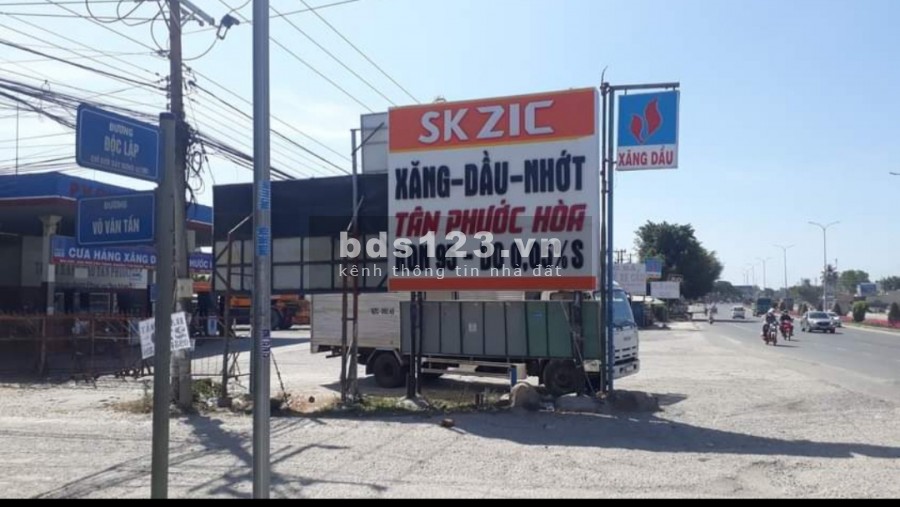 ĐƯỜNG
ĐỘC LẬP
ĐƯỜNG
VÕ VĂN TẦN
CỬA HÀNG XĂNG D
SK ZIC
XĂNG-DẦU-NHỚT
TÂN PHƯỚC HÒA
XĂNG DẦU
bds123.vn
kênh thông tin nhà đất